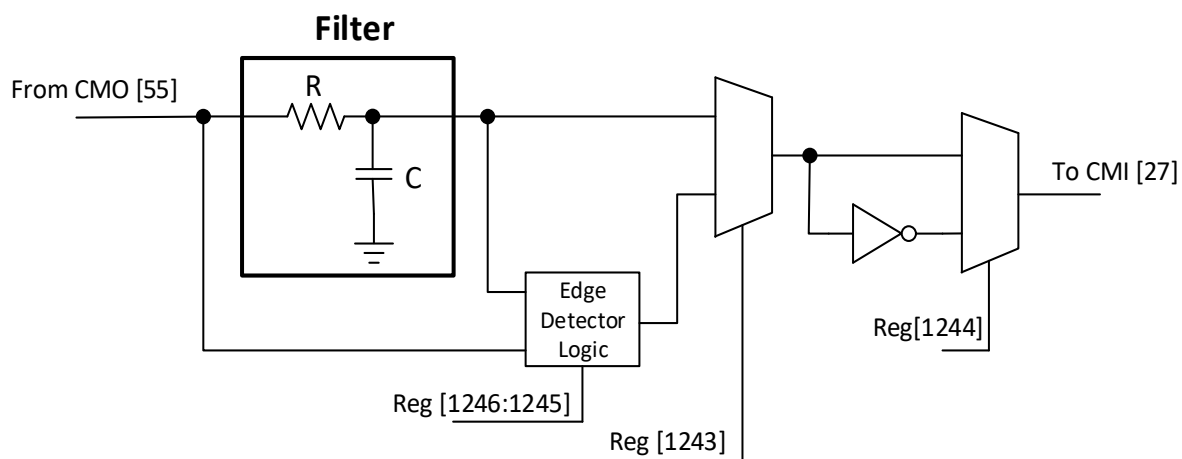 Filter
From CMO [55]
R
C
To CMI [27]
Edge
Detector
Logic
Reg[1244]
Reg [1246:1245]
Reg [1243]